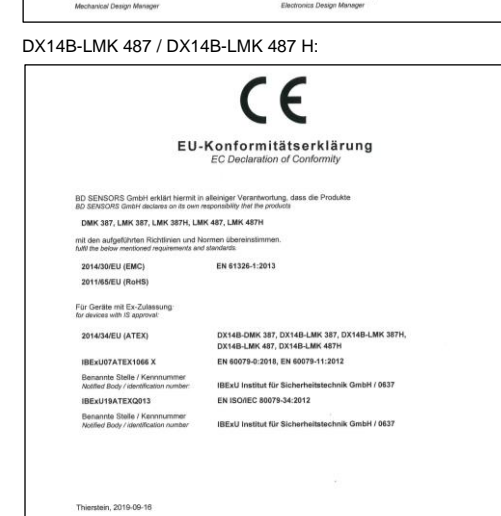 Mechanical Design Manager
Electronics Design Manager
DX14B-LMK 487 / DX14B-LMK 487 H:
CE
EU-Konformitätserklärung
EC Declaration of Conformity
BD SENSORS GmbH erklärt hiermit in alleiniger Verantwortung, dass die Produkte
BD SENSORS GmbH declares on its own responsibility that the products
DMK 387, LMK 387, LMK 387H, LMK 487, LMK 487H
mit den aufgeführten Richtlinien und Normen übereinstimmen.
fulfil the below mentioned requirements and standards.
2014/30/EU (EMC) EN 61326-1:2013
2011/65/EU (RoHS)
Für Geräte mit Ex-Zulassung:
for devices with IS approval:
2014/34/EU (ATEX) DX14B-DMK 387, DX14B-LMK 387, DX14B-LMK 387H,
DX14B-LMK 487, DX14B-LMK 487H
IBExU07ATEX1066 X EN 60079-0:2018, EN 60079-11:2012
Benannte Stelle / Kennnummer
Notified Body / identification number: IBExU Institut für Sicherheitstechnik GmbH / 0637
IBExU19ATEXQ013 EN ISO/IEC 80079-34:2012
Benannte Stelle / Kennnummer
Notified Body / identification number IBExU Institut für Sicherheitstechnik GmbH / 0637
Thierstein, 2019-09-16